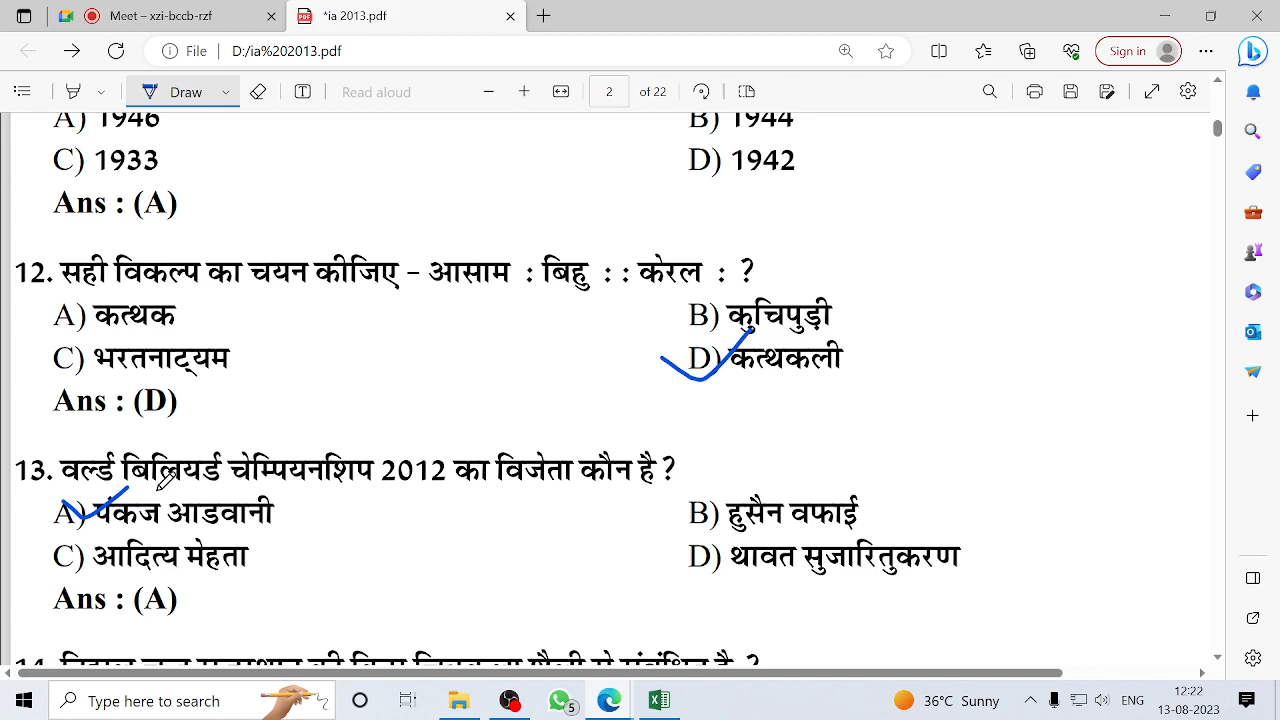 Meet – xzi-bccb-rzf
*ia 2013.pdf
File D:/ia%202013.pdf
Sign in
Draw
Read aloud
2 of 22
A) 1946 B) 1944
C) 1933 D) 1942
Ans : (A)
12. सही विकल्प का चयन कीजिए – आसाम : बिहु : : केरल : ?
A) कत्थक B) कुचिपुड़ी
C) भरतनाट्यम D) कत्थकली
Ans : (D)
13. वर्ल्ड बिलियर्ड चेम्पियनशिप 2012 का विजेता कौन है ?
A) पंकज आडवानी B) हुसैन वफाई
C) आदित्य मेहता D) थावत सुजारितुकरण
Ans : (A)
Type here to search
5
36°C Sunny
ENG
12:22
13-08-2023